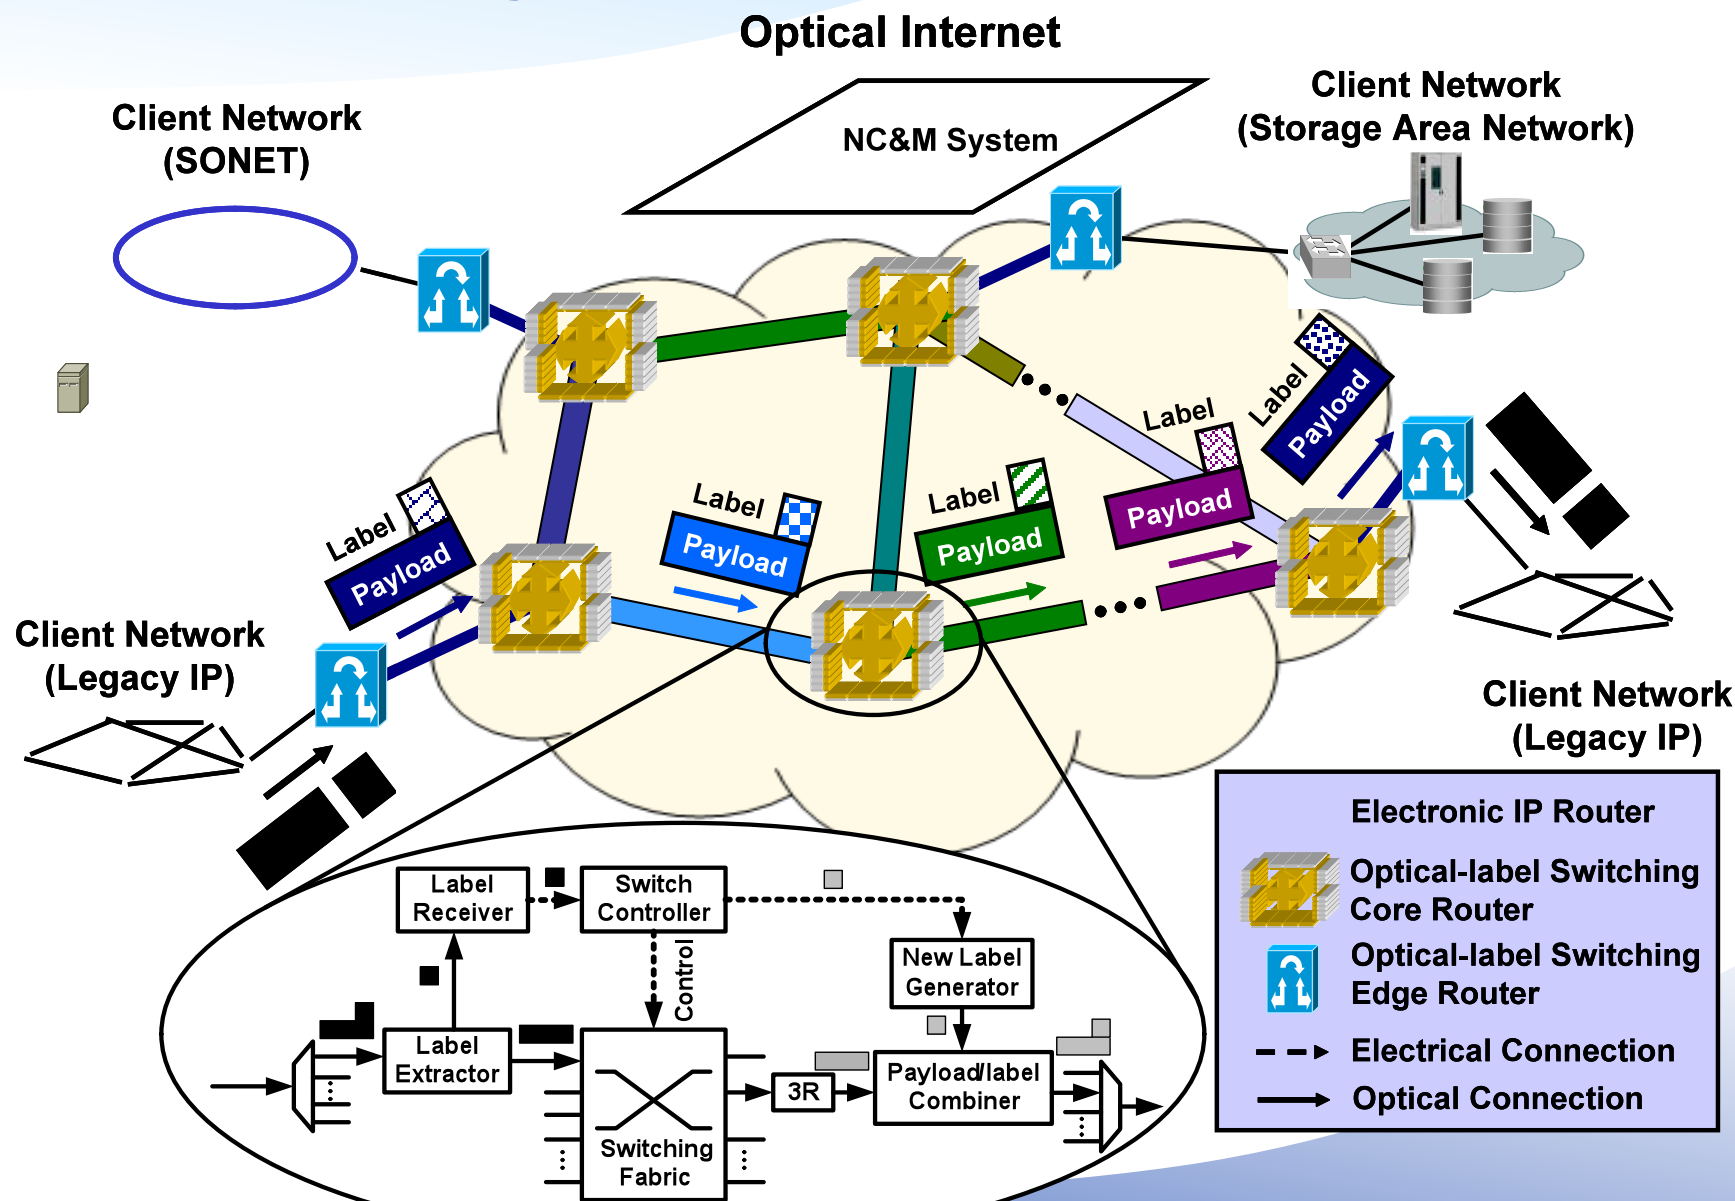 Optical Internet
Client Network
(SONET)
NC&M System
Client Network
(Storage Area Network)
Label
Payload
Label
Payload
Label
Payload
Label
Payload
Label
Payload
Client Network
(Legacy IP)
Client Network
(Legacy IP)
Label
Receiver
Switch
Controller
Control
New Label
Generator
Label
Extractor
Switching
Fabric
3R
Payload/label
Combiner
Electronic IP Router
Optical-label Switching
Core Router
Optical-label Switching
Edge Router
Electrical Connection
Optical Connection